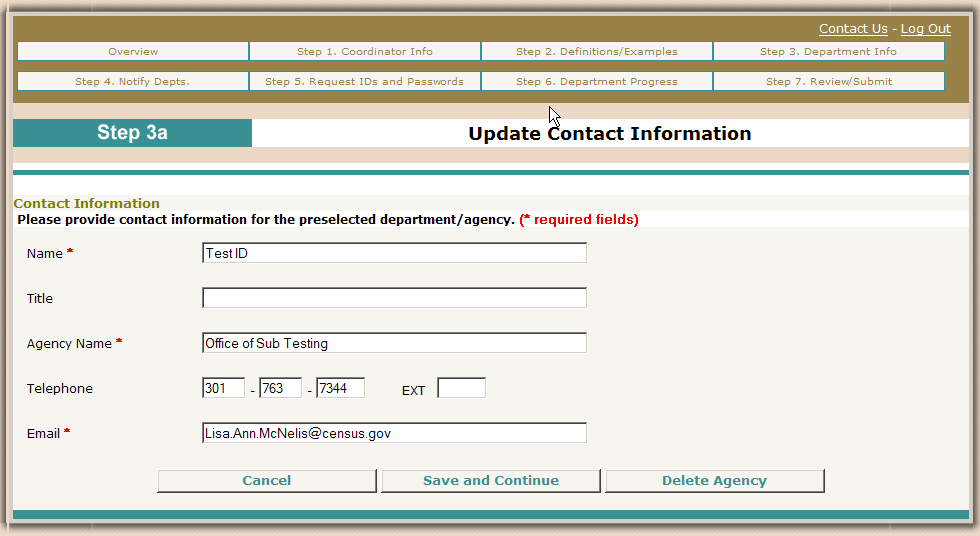 Contact Us - Log Out
Overview Step 1. Coordinator Info Step 2. Definitions/Examples Step 3. Department Info
Step 4. Notify Depts. Step 5. Request IDs and Passwords Step 6. Department Progress Step 7. Review/Submit
Step 3a Update Contact Information
Contact Information
Please provide contact information for the preselected department/agency. (* required fields)
Name * Test ID
Title
Agency Name * Office of Sub Testing
Telephone 301 - 763 - 7344 EXT
Email * Lisa.Ann.McNelis@census.gov
Cancel Save and Continue Delete Agency